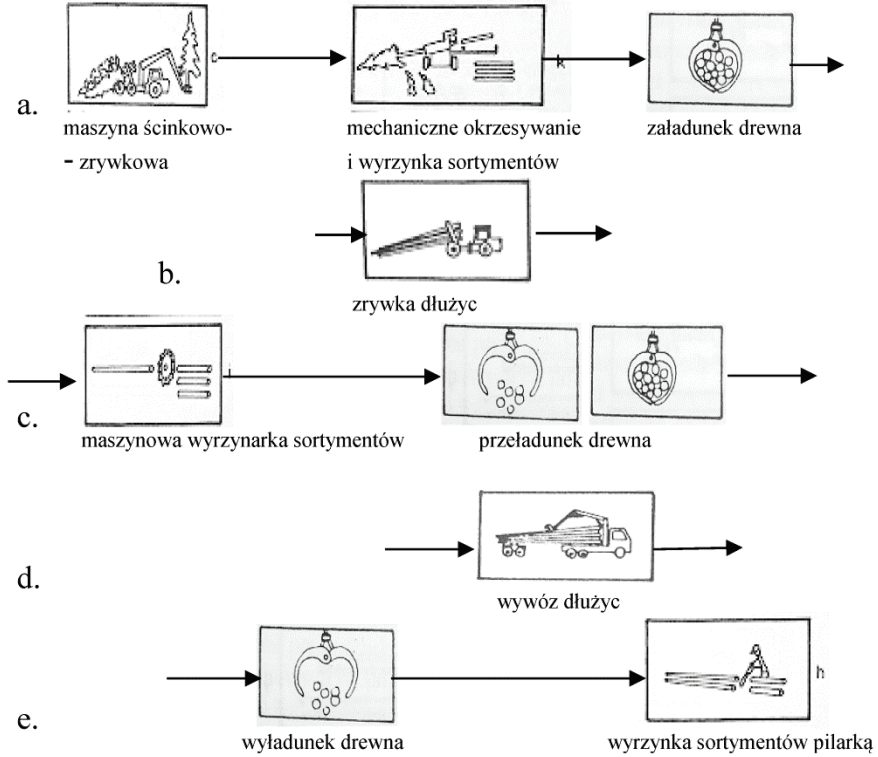 a.
maszyna ścinkowo-
- zrywkowa
mechaniczne okrzesywanie
i wyrzynka sortymentów
k
załadunek drewna
b.
zrywka dłużyc
c.
maszynowa wyrzynarka sortymentów
przeładunek drewna
d.
wywóz dłużyc
e.
wyładunek drewna
wyrzynka sortymentów pilarką
h